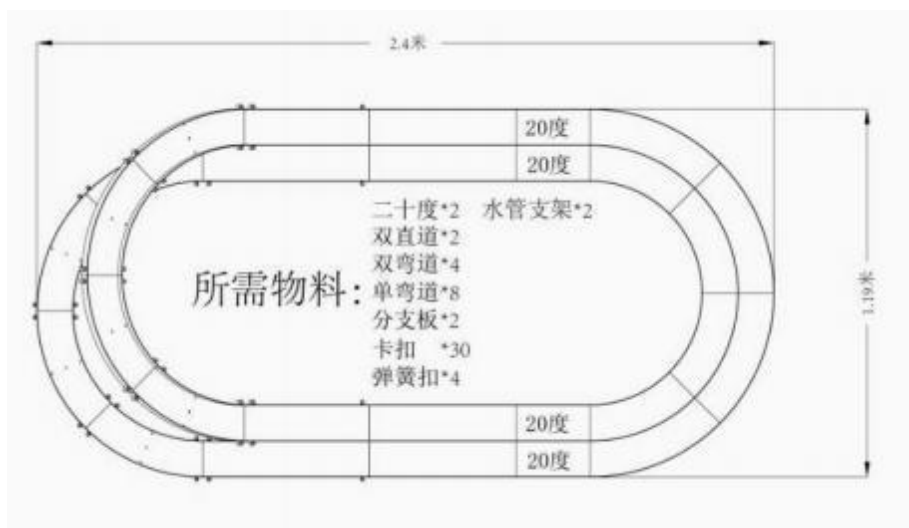 2.4米
20度
20度
二十度*2 水管支架*2
双直道*2
双弯道*4
所需物料：
单弯道*8
分支板*2
卡扣 *30
弹簧扣*4
1.19米
20度
20度